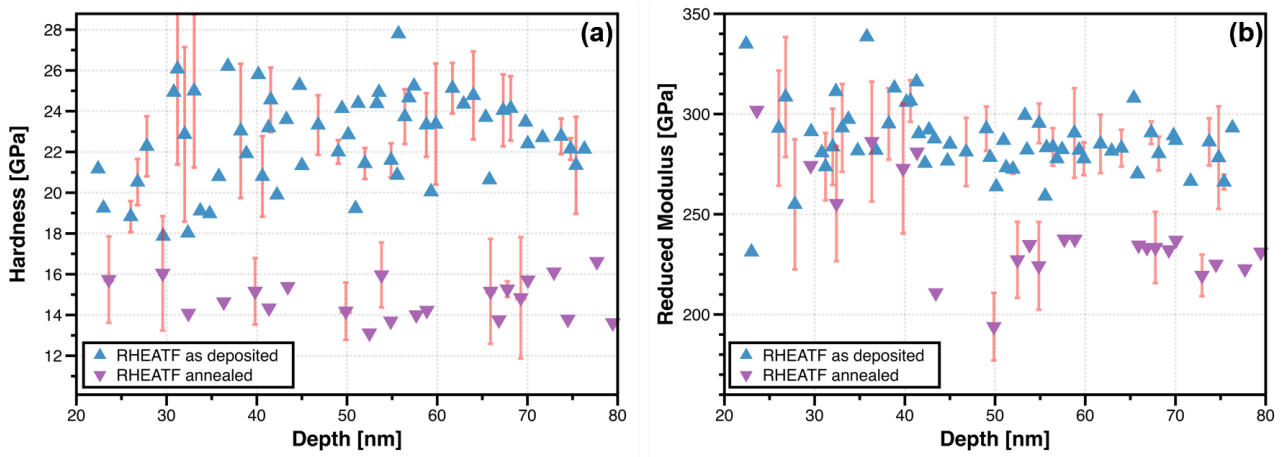 (a)
Hardness [GPa]
28
26
24
22
20
18
16
14
12
RHEATF as deposited
RHEATF annealed
20 30 40 50 60 70 80
Depth [nm]
(b)
Reduced Modulus [GPa]
350
300
250
200
RHEATF as deposited
RHEATF annealed
20 30 40 50 60 70 80
Depth [nm]